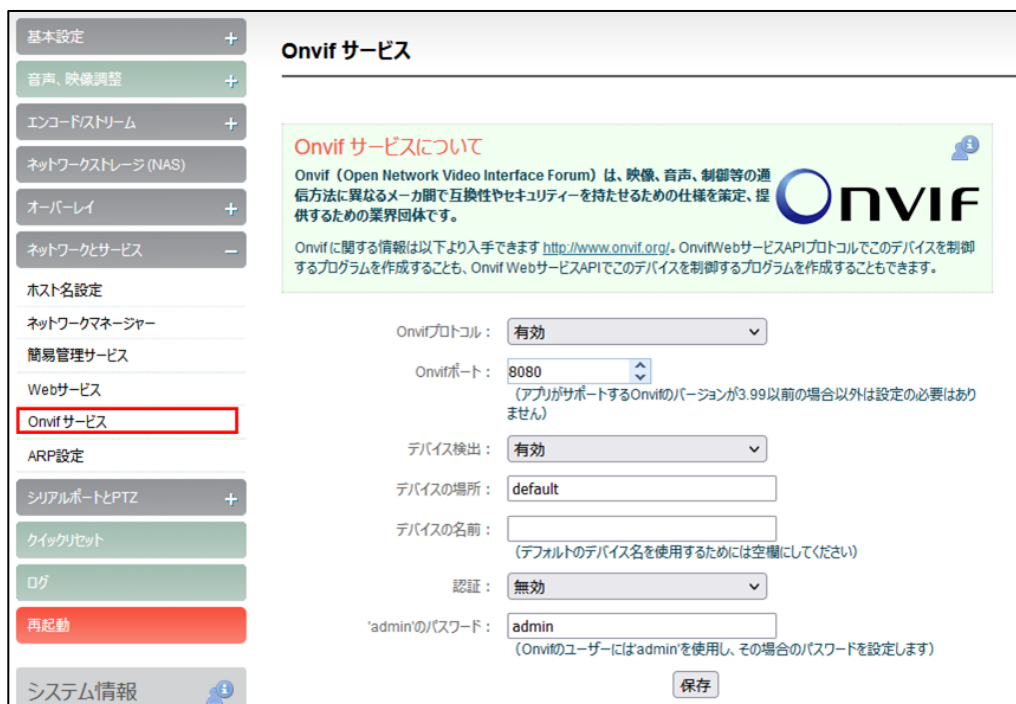 基本設定
音声、映像調整
エンコード/ストリーム
ネットワークストレージ (NAS)
オーバーレイ
ネットワークとサービス
ホスト名設定
ネットワークマネージャー
簡易管理サービス
Webサービス
Onvif サービス
ARP設定
シリアルポートとPTZ
クイックリセット
ログ
再起動
システム情報
Onvif サービス
Onvif サービスについて
Onvif（Open Network Video Interface Forum）は、映像、音声、制御等の通
信方法に異なるメーカ間で互換性やセキュリティーを持たせるための仕様を策定、提
供するための業界団体です。
ONVIF
Onvif に関する情報は以下より入手できます http://www.onvif.org/。OnvifWebサービスAPIプロトコルでこのデバイスを制御
するプログラムを作成することも、Onvif WebサービスAPIでこのデバイスを制御するプログラムを作成することもできます。
Onvifプロトコル： 有効
Onvifポート： 8080
（アプリがサポートするOnvifのバージョンが3.99以前の場合以外は設定の必要はあり
ません）
デバイス検出： 有効
デバイスの場所： default
デバイスの名前：
（デフォルトのデバイス名を使用するためには空欄にしてください）
認証： 無効
'admin'のパスワード： admin
（Onvifのユーザーには'admin'を使用し、その場合のパスワードを設定します）
保存